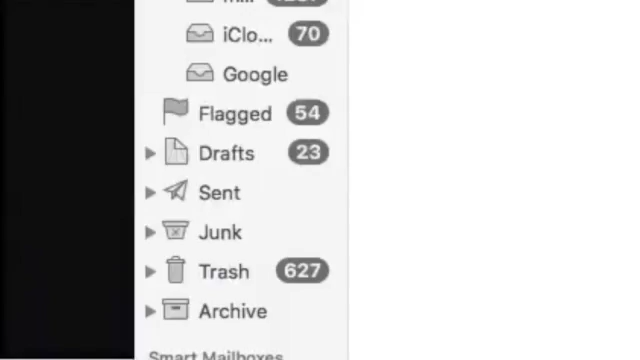 iClo... 70
Google
Flagged 54
Drafts 23
Sent
Junk
Trash 627
Archive
Smart Mailboxes